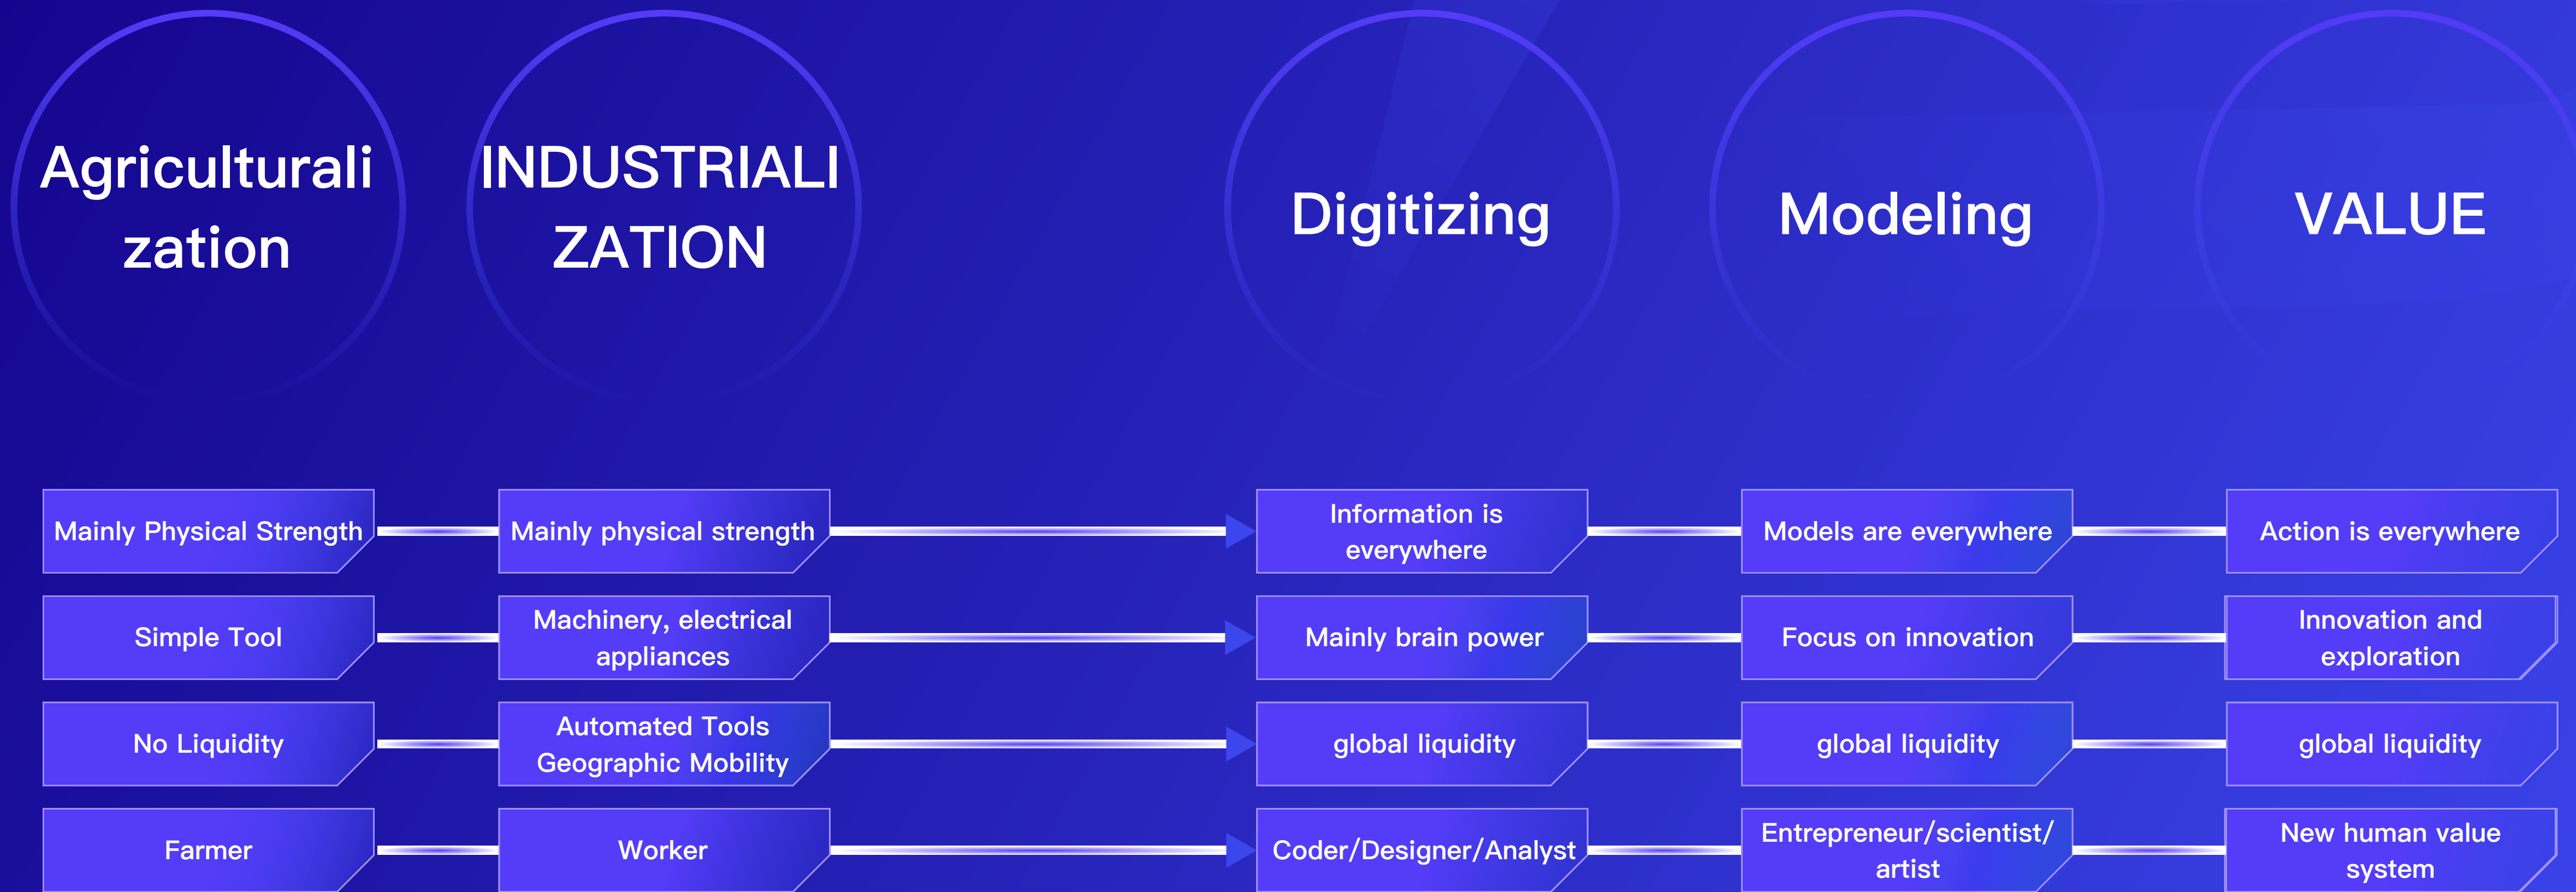 Agriculturali
zation
INDUSTRIALI
ZATION
Digitizing
Modeling
VALUE
Mainly Physical Strength
Mainly physical strength
Information is
everywhere
Models are everywhere
Action is everywhere
Simple Tool
Machinery, electrical
appliances
Mainly brain power
Focus on innovation
Innovation and
exploration
No Liquidity
Automated Tools
Geographic Mobility
global liquidity
global liquidity
global liquidity
Farmer
Worker
Coder/Designer/Analyst
Entrepreneur/scientist/
artist
New human value
system